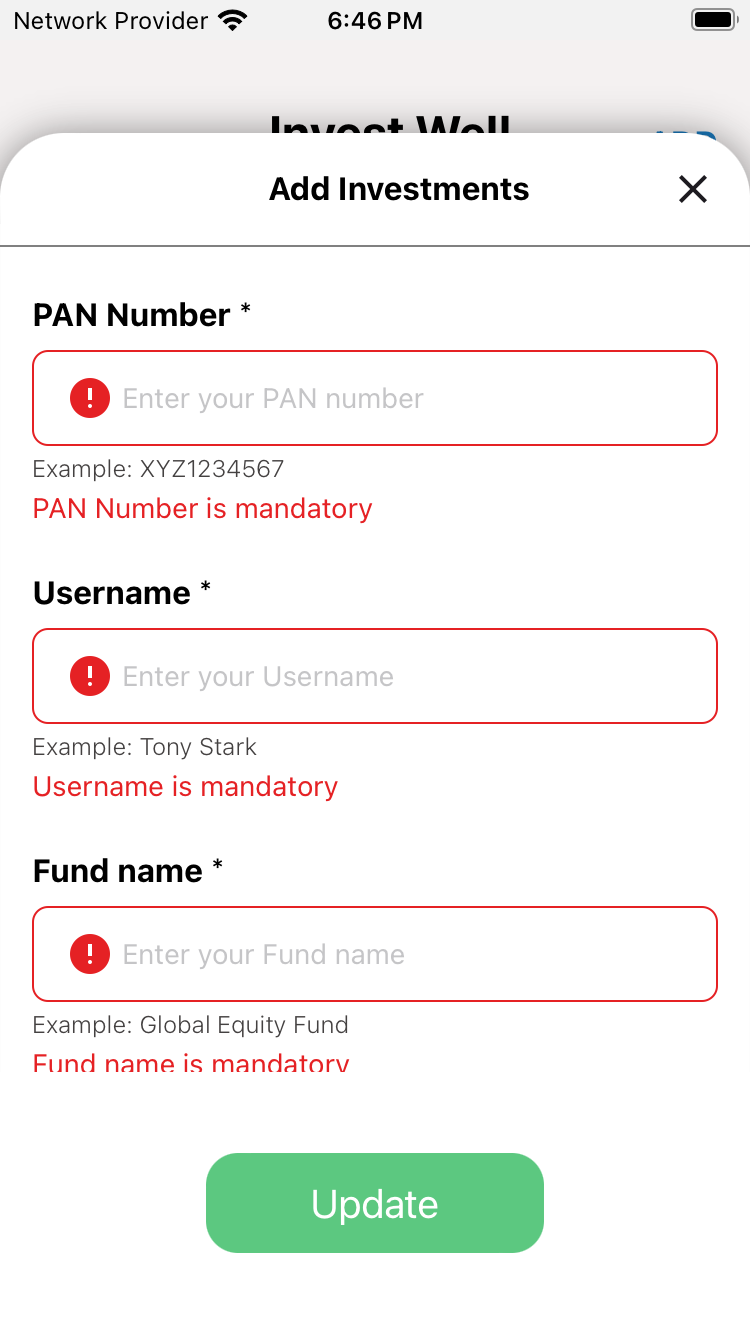 Network Provider 6:46 PM
Invest Well ADD
Add Investments
PAN Number *
! Enter your PAN number
Example: XYZ1234567
PAN Number is mandatory
Username *
! Enter your Username
Example: Tony Stark
Username is mandatory
Fund name *
! Enter your Fund name
Example: Global Equity Fund
Fund name is mandatory
Update